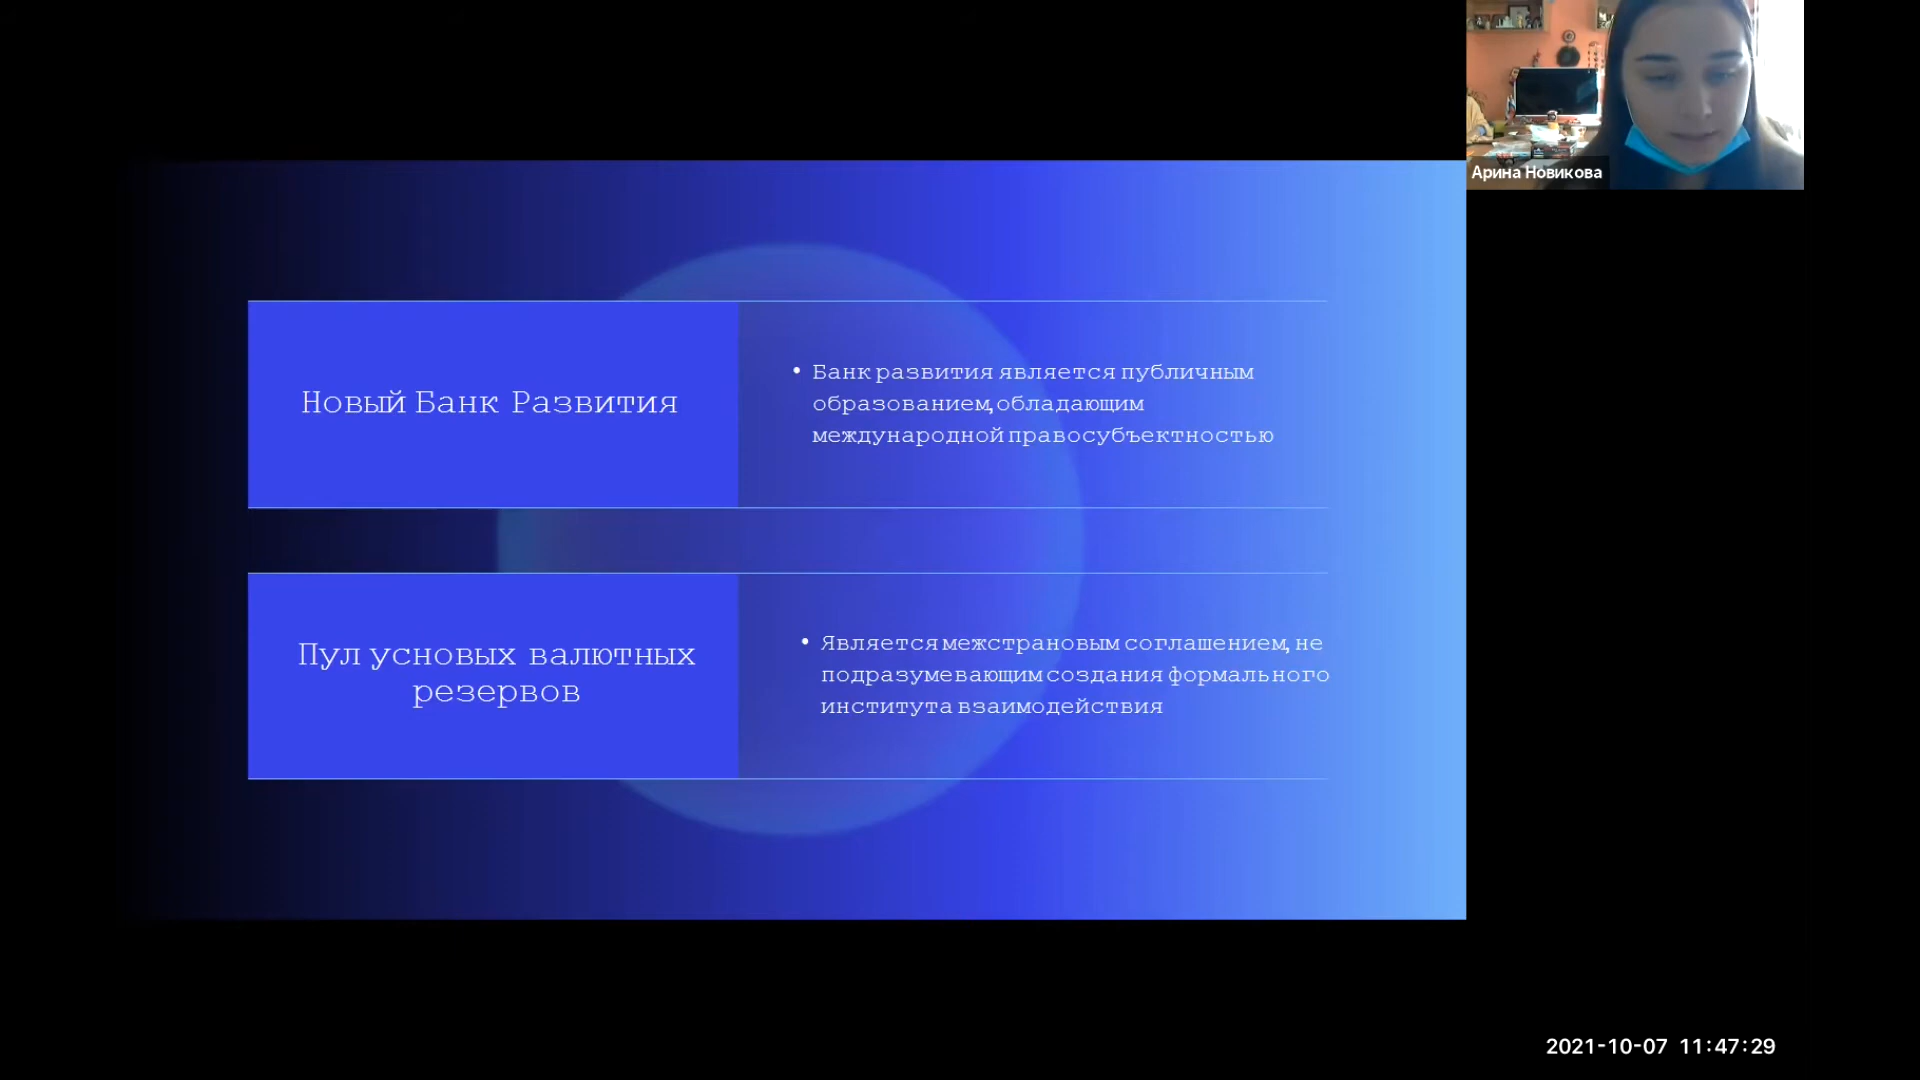 Арина Новикова
Новый Банк Развития
• Банк развития является публичным
образованием, обладающим
международной правосубъектностью
Пул усновых валютных
резервов
• Является межстрановым соглашением, не
подразумевающим создания формального
института взаимодействия
2021-10-07 11:47:29